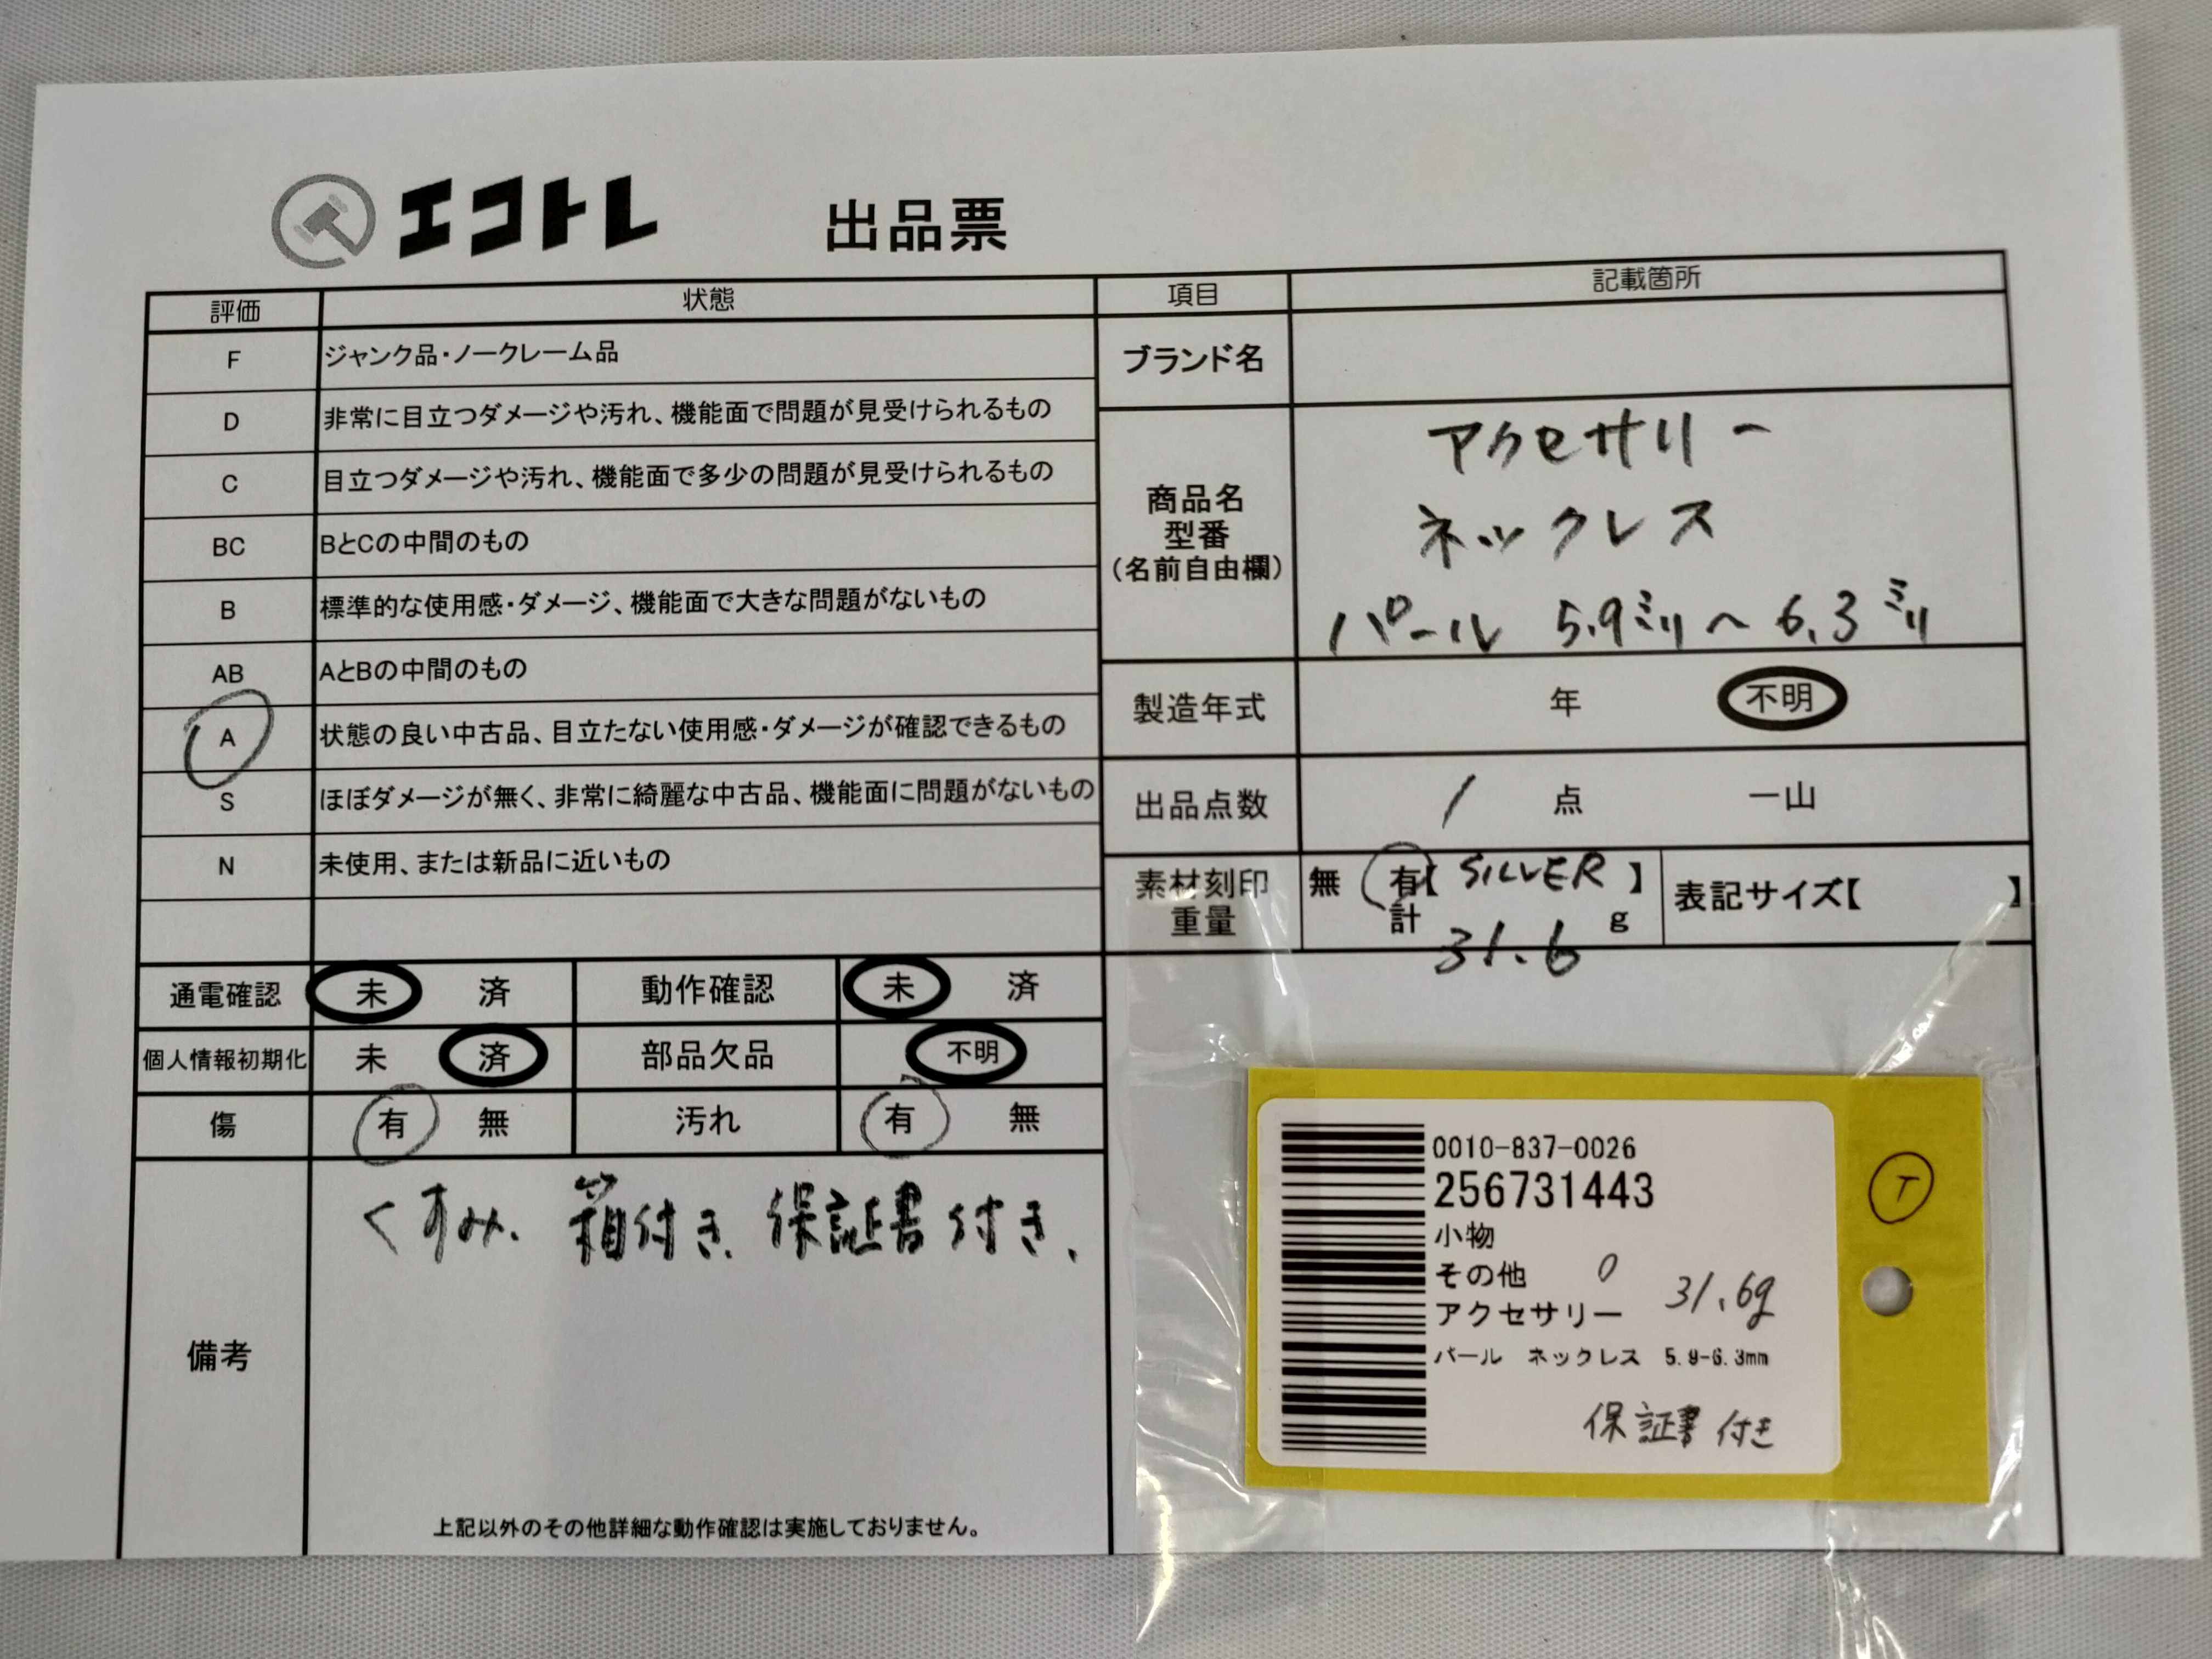 エコトレ 出品票
評価 状態
F ジャンク品・ノークレーム品
D 非常に目立つダメージや汚れ、機能面で問題が見受けられるもの
C 目立つダメージや汚れ、機能面で多少の問題が見受けられるもの
BC BとCの中間のもの
B 標準的な使用感・ダメージ、機能面で大きな問題がないもの
AB AとBの中間のもの
A 状態の良い中古品、目立たない使用感・ダメージが確認できるもの
S ほぼダメージが無く、非常に綺麗な中古品、機能面に問題がないもの
N 未使用、または新品に近いもの
通電確認 未 済 動作確認 未 済
個人情報初期化 未 済 部品欠品 不明
傷 有 無 汚れ 有 無
備考
くすみ、箱付き、保証書付き、
上記以外のその他詳細な動作確認は実施しておりません。
項目 記載箇所
ブランド名
商品名
型番
(名前自由欄)
アクセサリー
ネックレス
パール 5.9ミリ〜6.3ミリ
製造年式 年 不明
出品点数 1 点 一山
素材刻印 無 有【 SILVER 】 表記サイズ【 】
重量 計 31.6 g
0010-837-0026
256731443
小物
その他 0
アクセサリー 31.6g
パール ネックレス 5.9-6.3mm
保証書付き
T